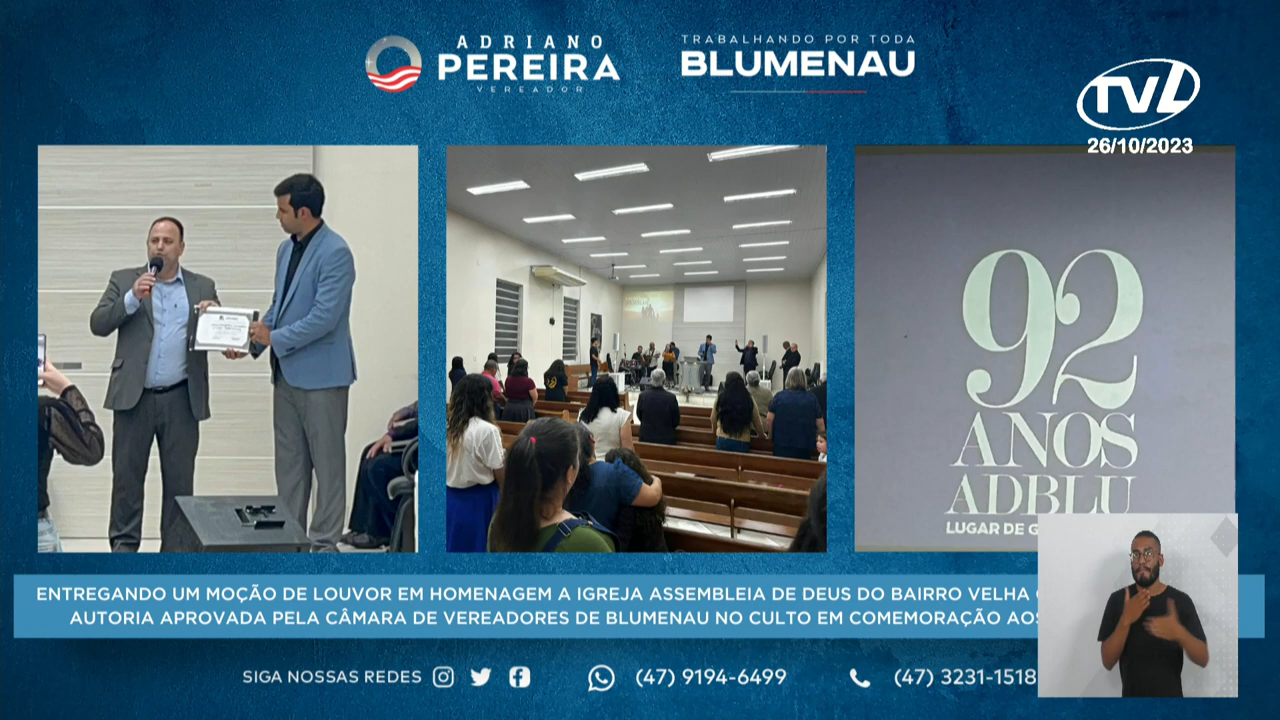 ADRIANO
PEREIRA
VEREADOR
TRABALHANDO POR TODA
BLUMENAU
TVL
26/10/2023
92
ANOS
ADBLU
LUGAR DE
ENTREGANDO UM MOÇÃO DE LOUVOR EM HOMENAGEM A IGREJA ASSEMBLEIA DE DEUS DO BAIRRO VELHA
AUTORIA APROVADA PELA CÂMARA DE VEREADORES DE BLUMENAU NO CULTO EM COMEMORAÇÃO AOS
SIGA NOSSAS REDES
(47) 9194-6499
(47) 3231-1518